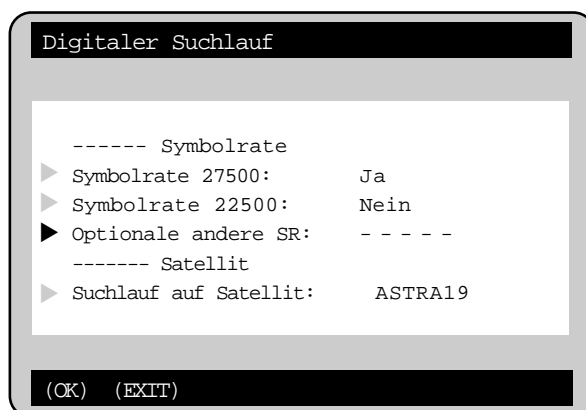 Digitaler Suchlauf
------ Symbolrate
Symbolrate 27500: Ja
Symbolrate 22500: Nein
Optionale andere SR: - - - - -
------- Satellit
Suchlauf auf Satellit: ASTRA19
(OK) (EXIT)